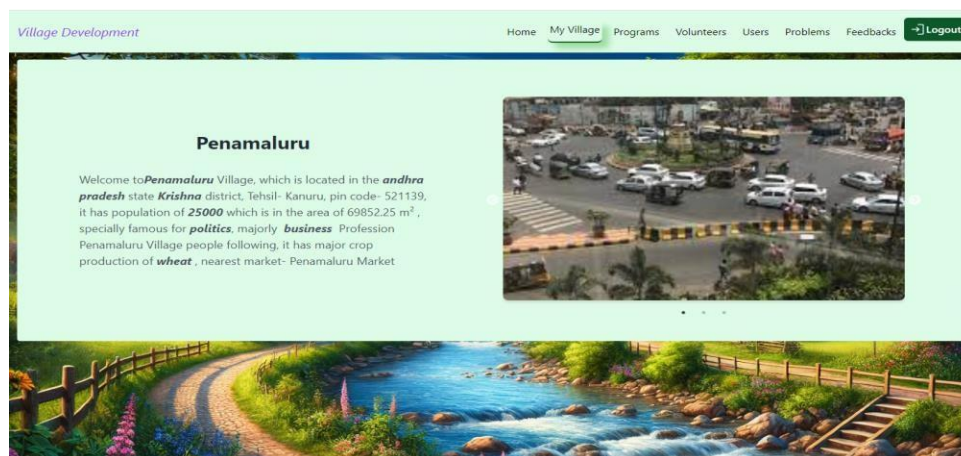 Village Development
Home My Village Programs Volunteers Users Problems Feedbacks Logout
Penamaluru
Welcome toPenamaluru Village, which is located in the andhra
pradesh state Krishna district, Tehsil- Kanuru, pin code- 521139,
it has population of 25000 which is in the area of 69852.25 m² ,
specially famous for politics, majorly business Profession
Penamaluru Village people following, it has major crop
production of wheat , nearest market- Penamaluru Market